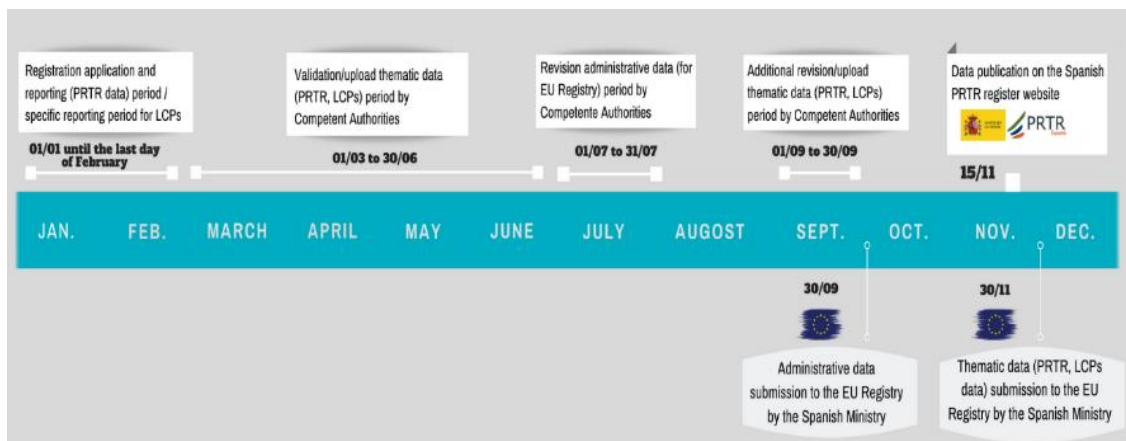 Registration application and
reporting (PRTR data) period /
specific reporting period for LCPs
01/01 until the last day
of February
Validation/upload thematic data
(PRTR, LCPs) period by
Competent Authorities
01/03 to 30/06
Revision administrative data (for
EU Registry) period by
Competente Authorities
01/07 to 31/07
Additional revision/upload
thematic data (PRTR, LCPs)
period by Competent Authorities
01/09 to 30/09
Data publication on the Spanish
PRTR register website
PRTR
15/11
JAN.
FEB.
MARCH
APRIL
MAY
JUNE
JULY
AUGOST
SEPT.
OCT.
NOV.
DEC.
30/09
Administrative data
submission to the EU Registry
by the Spanish Ministry
30/11
Thematic data (PRTR, LCPs
data) submission to the EU
Registry by the Spanish Ministry